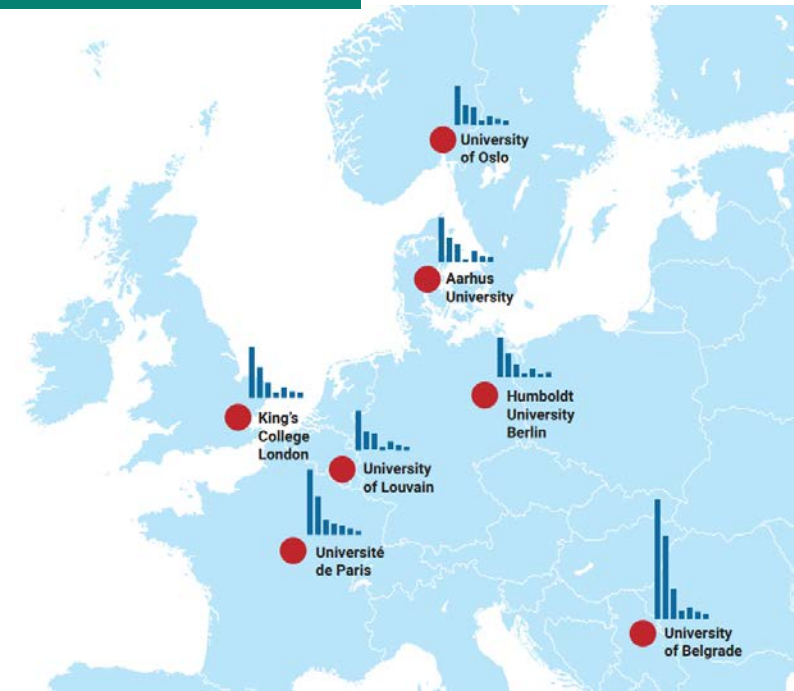 University
of Oslo
Aarhus
University
Humboldt
University
Berlin
King's
College
London
University
of Louvain
Université
de Paris
University
of Belgrade